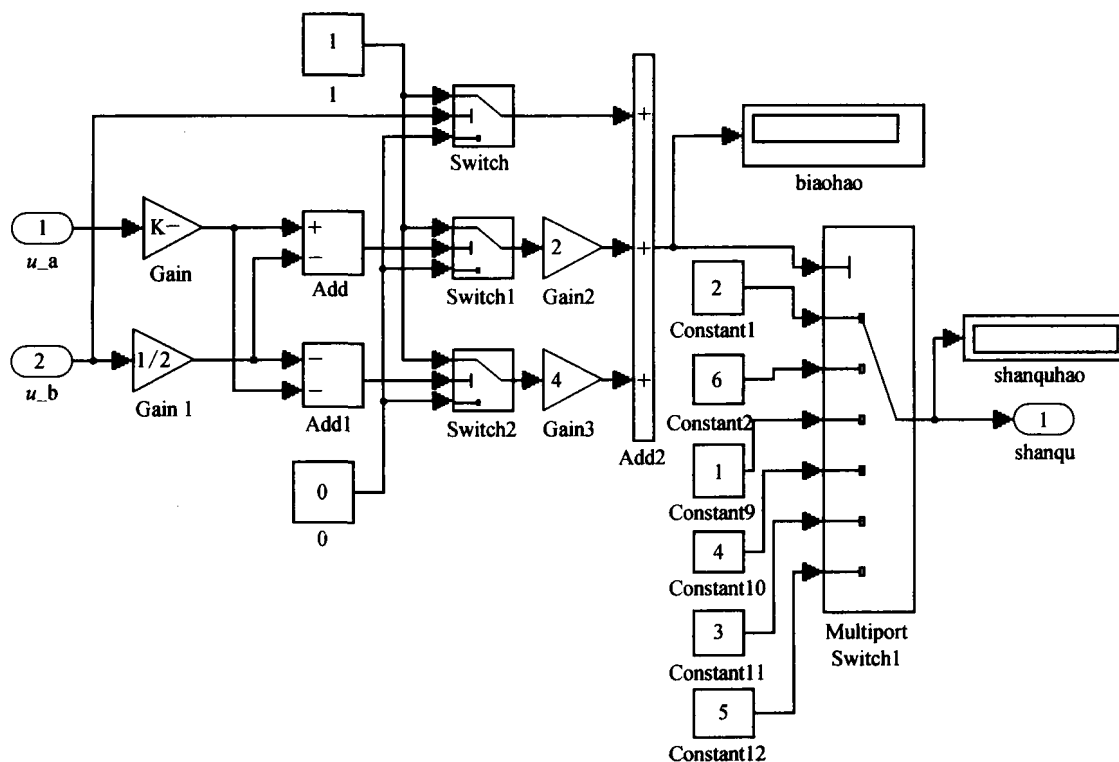 1
1
+
Switch
biaohao
1
K−
+
−
2
+
u_a
Gain
Add
Switch1
Gain2
2
Constant1
2
1/2
−
−
4
+
6
shanquhao
u_b
Gain 1
Add1
Switch2
Gain3
Constant2
1
Add2
shanqu
1
0
Constant9
0
4
Constant10
3
Multiport
Switch1
Constant11
5
Constant12